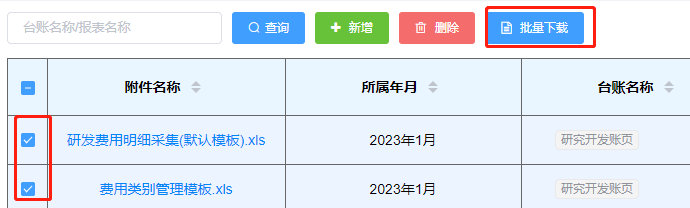 台账名称/报表名称 查询 新增 删除 批量下载
附件名称 所属年月 台账名称
研发费用明细采集(默认模板).xls 2023年1月 研究开发账页
费用类别管理模板.xls 2023年1月 研究开发账页